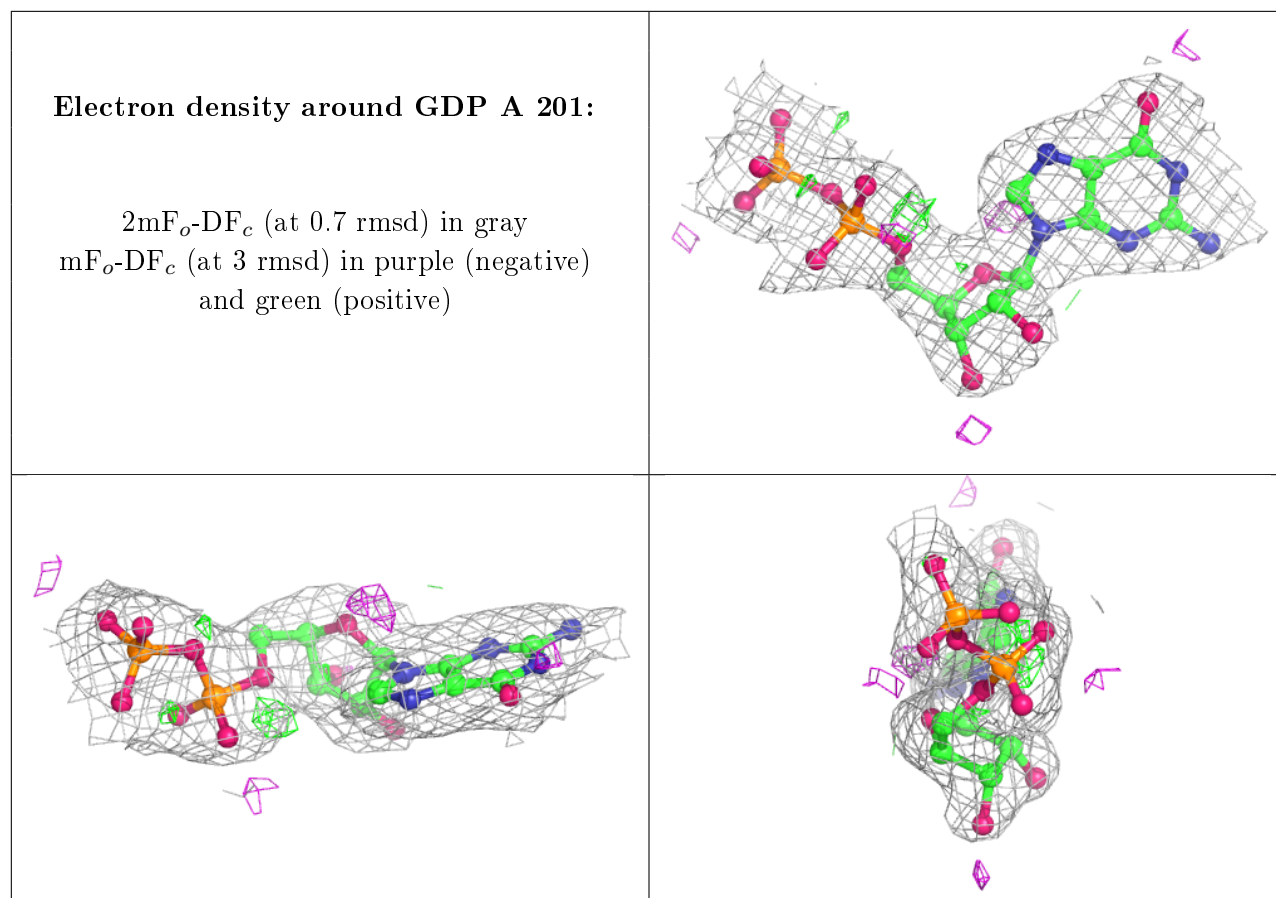 Electron density around GDP A 201:
2mFo-DFc (at 0.7 rmsd) in gray
mFo-DFc (at 3 rmsd) in purple (negative)
and green (positive)